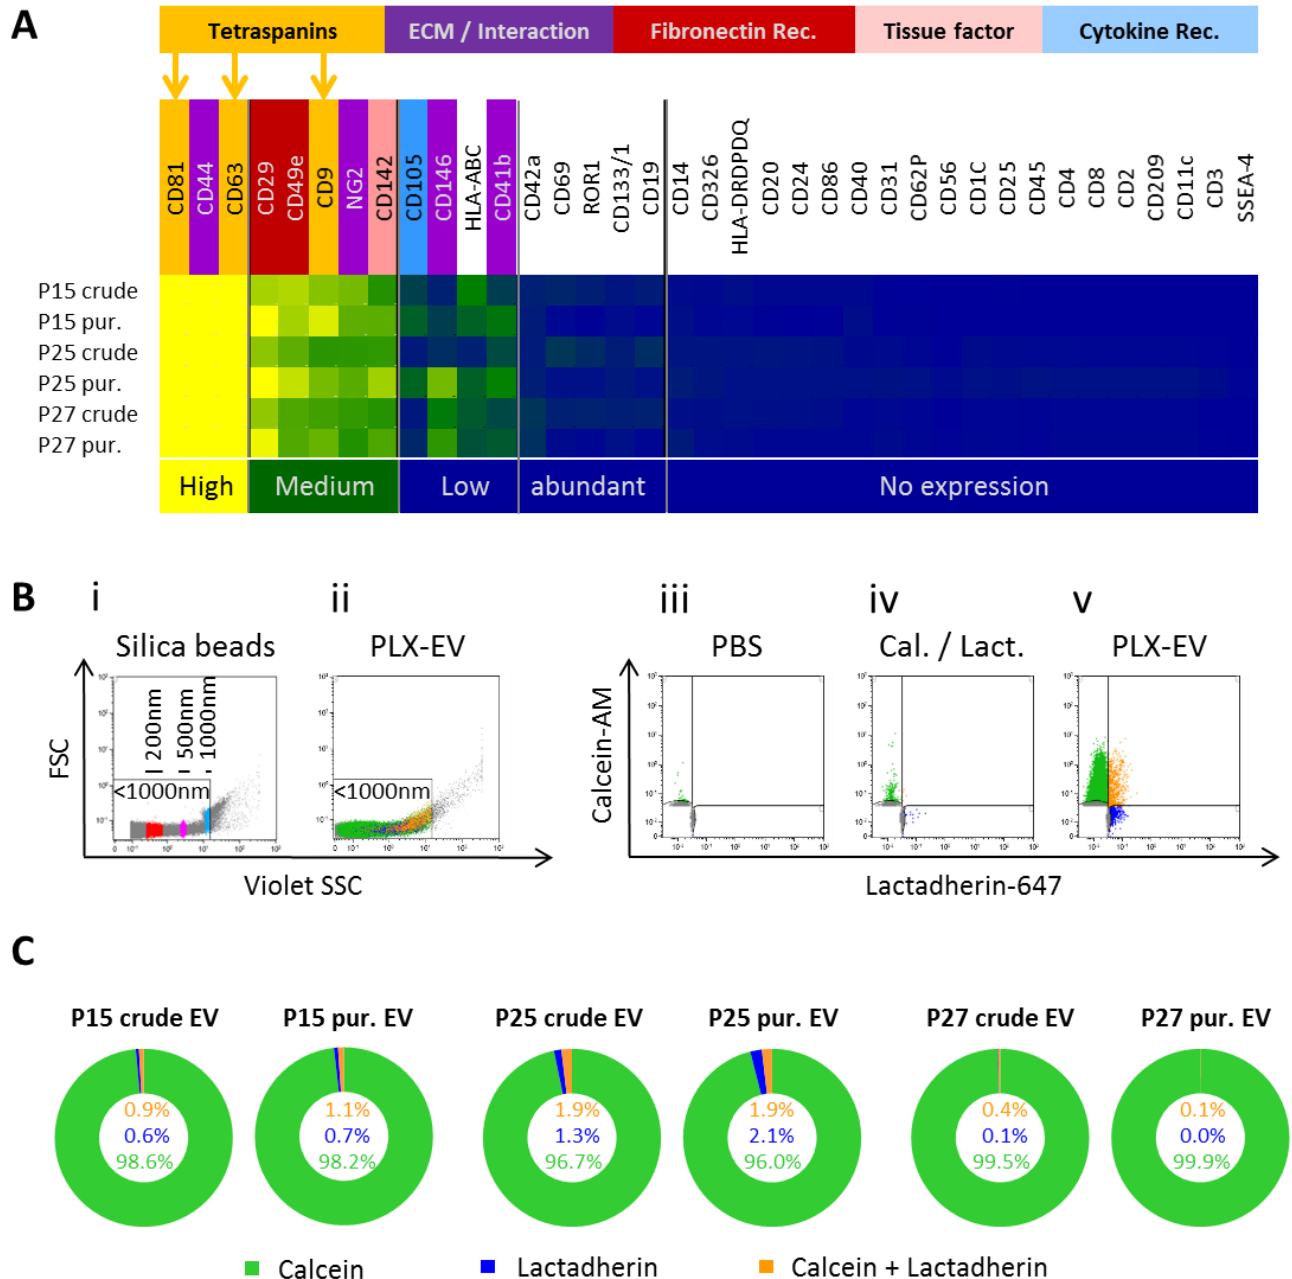 A
Tetraspanins ECM / Interaction Fibronectin Rec. Tissue factor Cytokine Rec.
CD81 CD44 CD63 CD29 CD49e CD9 NG2 CD142 CD105 CD146 HLA-ABC CD41b CD42a CD69 ROR1 CD133/1 CD19 CD14 CD326 HLA-DRDPDQ CD20 CD24 CD86 CD40 CD31 CD62P CD56 CD1C CD25 CD45 CD4 CD8 CD2 CD209 CD11c CD3 SSEA-4
P15 crude
P15 pur.
P25 crude
P25 pur.
P27 crude
P27 pur.
High Medium Low abundant No expression
B
i ii iii iv v
Silica beads PLX-EV PBS Cal. / Lact. PLX-EV
FSC
200nm 500nm 1000nm
<1000nm <1000nm
Calcein-AM
Violet SSC Lactadherin-647
C
P15 crude EV P15 pur. EV P25 crude EV P25 pur. EV P27 crude EV P27 pur. EV
0.9% 1.1% 1.9% 1.9% 0.4% 0.1%
0.6% 0.7% 1.3% 2.1% 0.1% 0.0%
98.6% 98.2% 96.7% 96.0% 99.5% 99.9%
Calcein Lactadherin Calcein + Lactadherin